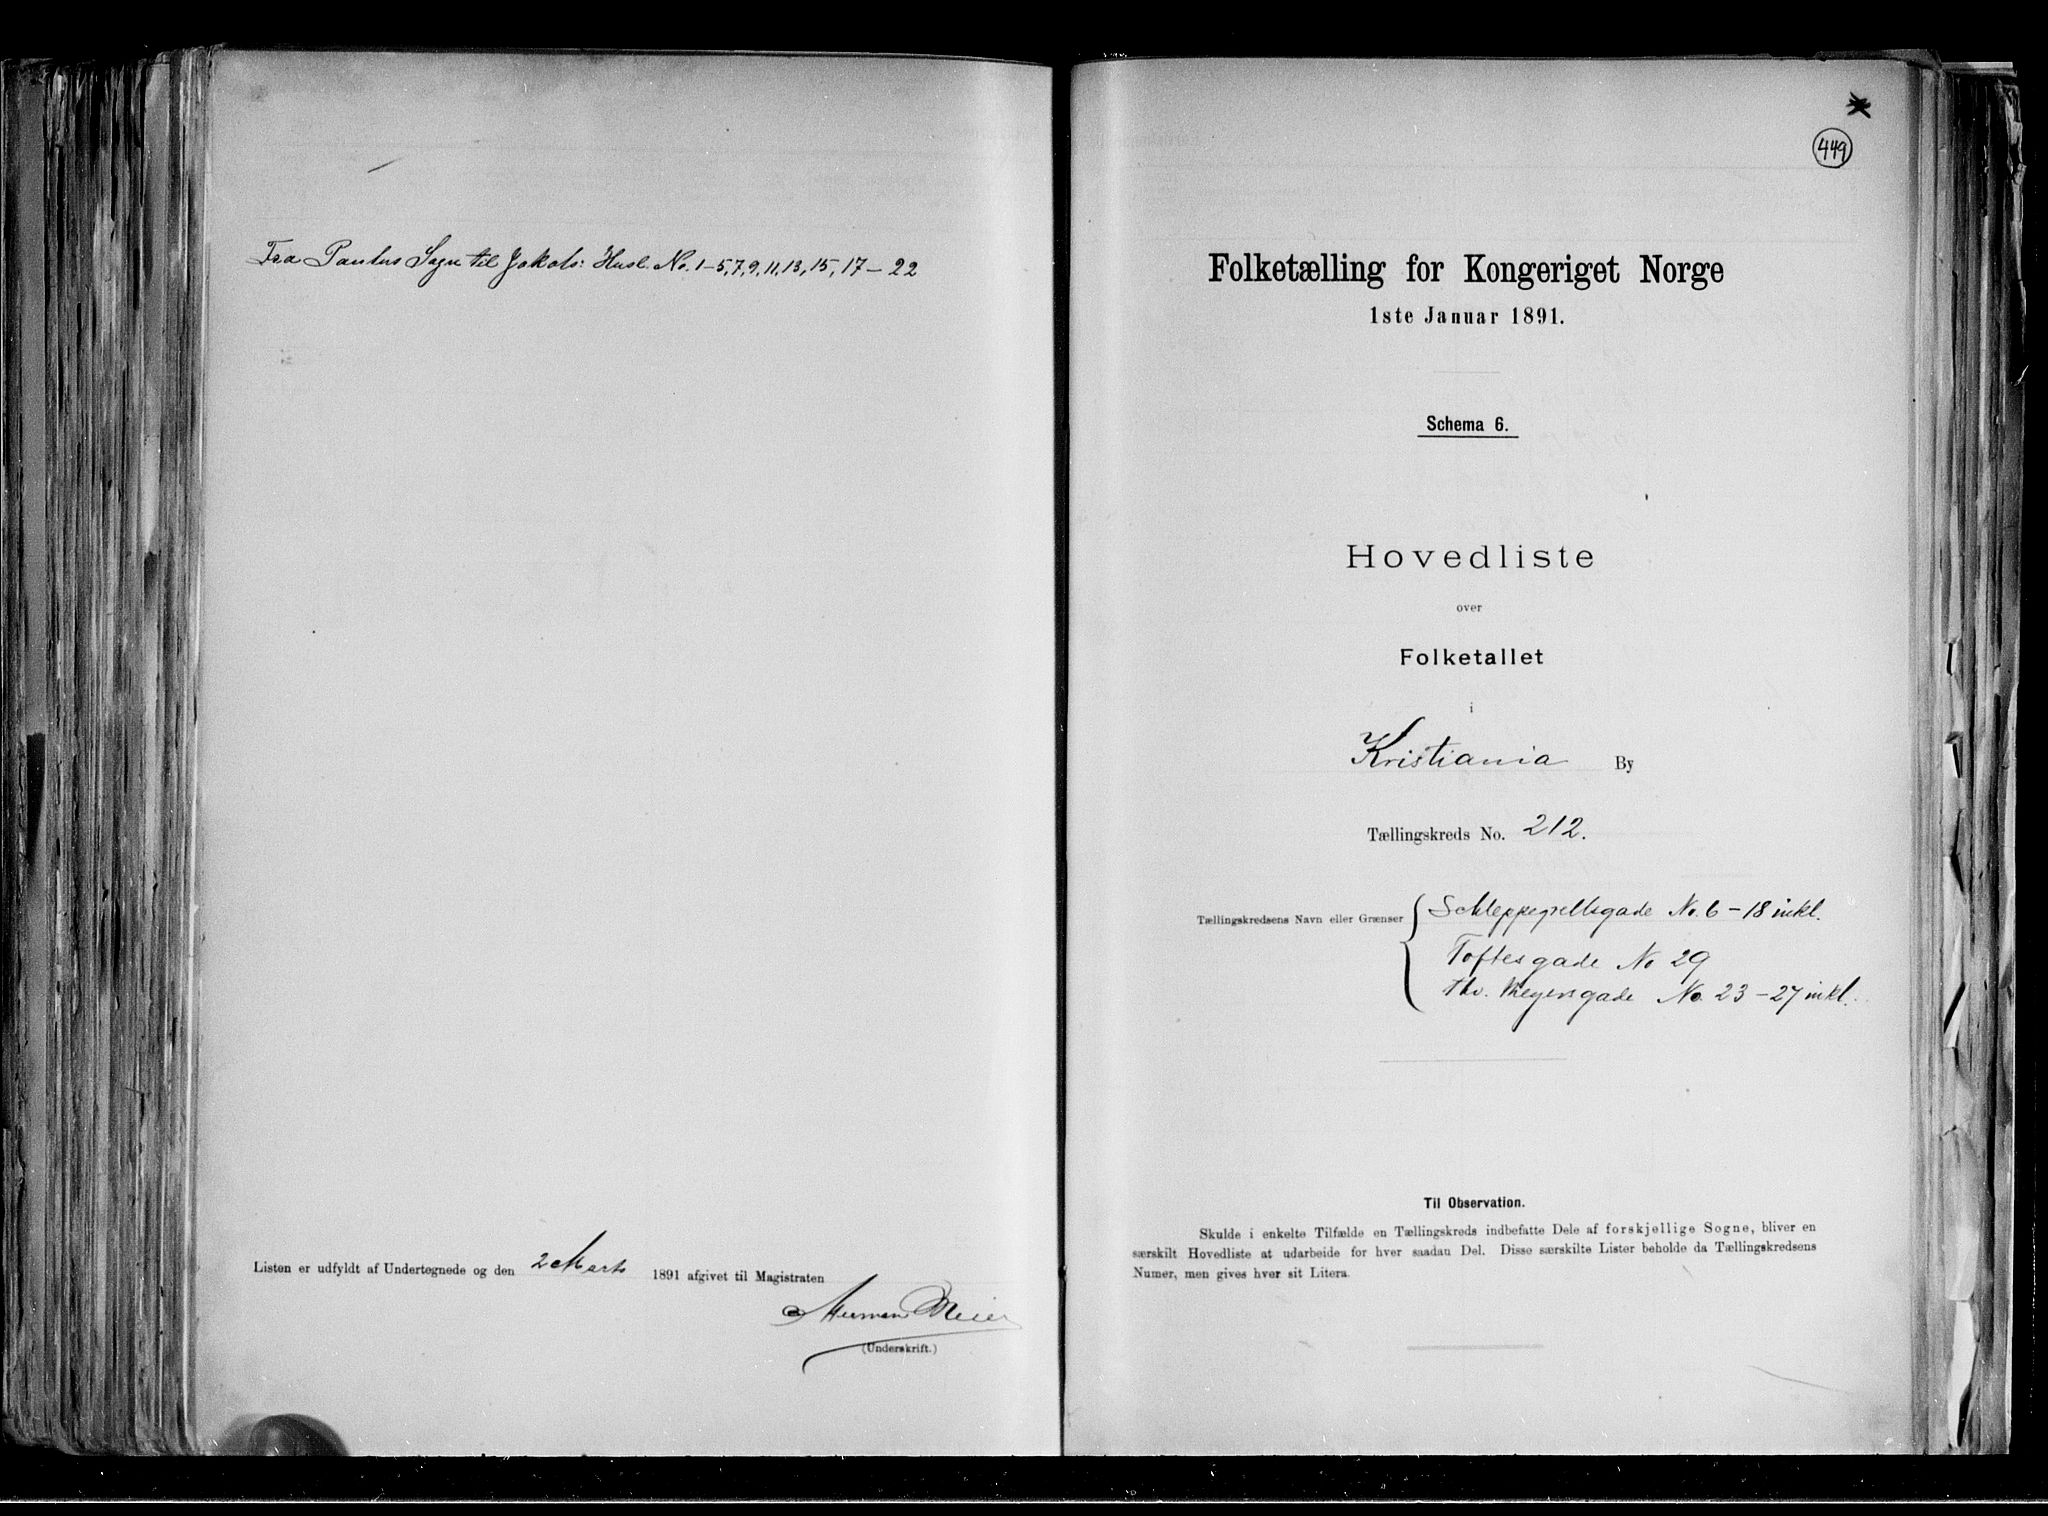 Fra Paulus Sogn til Jakobs: Husl. No. 1-5,7,9,11,13,15,17-22
Listen er udfyldt af Undertegnede og den 2 Marts 1891 afgivet til Magistraten
Herman Meier
(Underskrift.)
449
Folketælling for Kongeriget Norge
1ste Januar 1891.
Schema 6.
Hovedliste
over
Folketallet
i
Kristiania By
Tællingskreds No. 212.
Tællingskredsens Navn eller Grænser
Schleppegrellsgade No. 6-18 inkl.
Toftesgade No 29
Thv. Meyersgade No. 23-27 inkl.
Til Observation.
Skulde i enkelte Tilfælde en Tællingskreds indbefatte Dele af forskjellige Sogne, bliver en
særskilt Hovedliste at udarbeide for hver saadan Del. Disse særskilte Lister beholde da Tællingskredsens
Numer, men gives hver sit Litera.